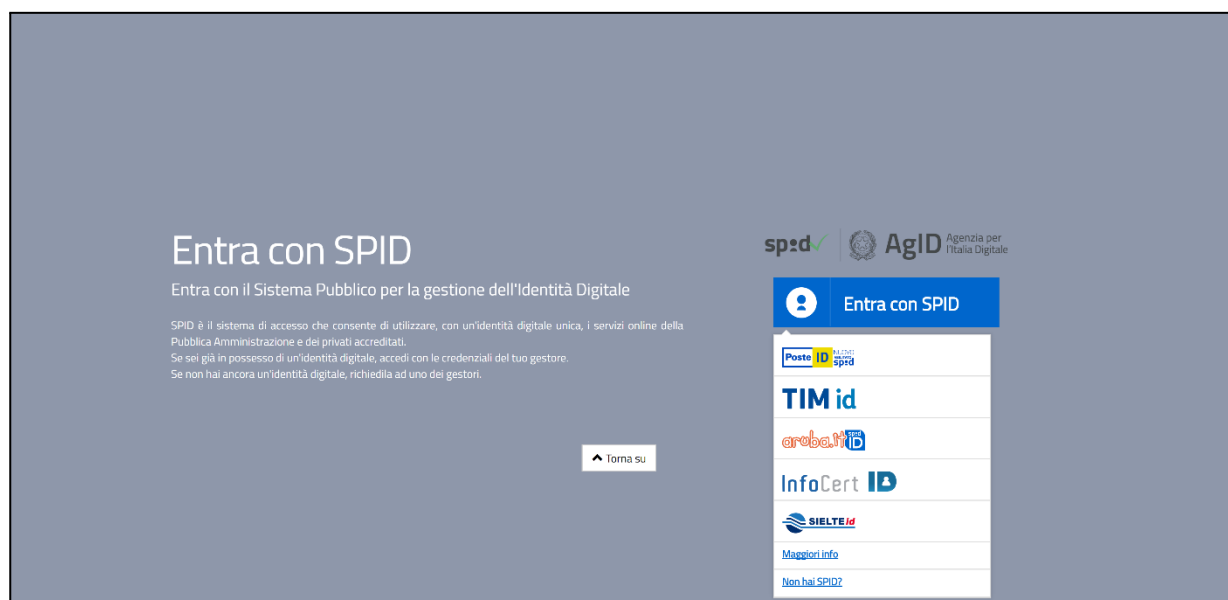 Entra con SPID
Entra con il Sistema Pubblico per la gestione dell'Identità Digitale
SPID è il sistema di accesso che consente di utilizzare, con un'identità digitale unica, i servizi online della
Pubblica Amministrazione e dei privati accreditati.
Se sei già in possesso di un'identità digitale, accedi con le credenziali del tuo gestore.
Se non hai ancora un'identità digitale, richiedila ad uno dei gestori.
Torna su
spid
AgID Agenzia per
l'Italia Digitale
Entra con SPID
Poste ID
spid
TIM id
aruba.it spid ID
InfoCert ID
SIELTE id
Maggiori info
Non hai SPID?